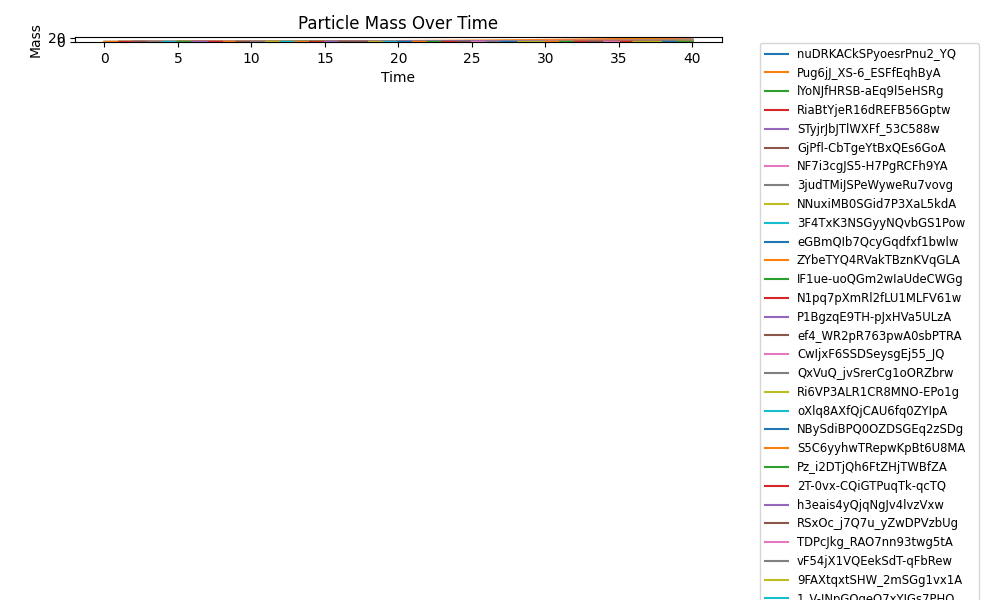 Particle Mass Over Time
Mass
20
0
0 5 10 15 20 25 30 35 40
Time
nuDRKACkSPyoesrPnu2_YQ
Pug6jJ_XS-6_ESFfEqhByA
lYoNJfHRSB-aEq9l5eHSRg
RiaBtYjeR16dREFB56Gptw
STyjrJbJTlWXFf_53C588w
GjPfl-CbTgeYtBxQEs6GoA
NF7i3cgJS5-H7PgRCFh9YA
3judTMiJSPeWyweRu7vovg
NNuxiMB0SGid7P3XaL5kdA
3F4TxK3NSGyyNQvbGS1Pow
eGBmQIb7QcyGqdfxf1bwlw
ZYbeTYQ4RVakTBznKVqGLA
IF1ue-uoQGm2wIaUdeCWGg
N1pq7pXmRl2fLU1MLFV61w
P1BgzqE9TH-pJxHVa5ULzA
ef4_WR2pR763pwA0sbPTRA
CwIjxF6SSDSeysgEj55_JQ
QxVuQ_jvSrerCg1oORZbrw
Ri6VP3ALR1CR8MNO-EPo1g
oXlq8AXfQjCAU6fq0ZYIpA
NBySdiBPQ0OZDSGEq2zSDg
S5C6yyhwTRepwKpBt6U8MA
Pz_i2DTjQh6FtZHjTWBfZA
2T-0vx-CQiGTPuqTk-qcTQ
h3eais4yQjqNgJv4lvzVxw
RSxOc_j7Q7u_yZwDPVzbUg
TDPcJkg_RAO7nn93twg5tA
vF54jX1VQEekSdT-qFbRew
9FAXtqxtSHW_2mSGg1vx1A